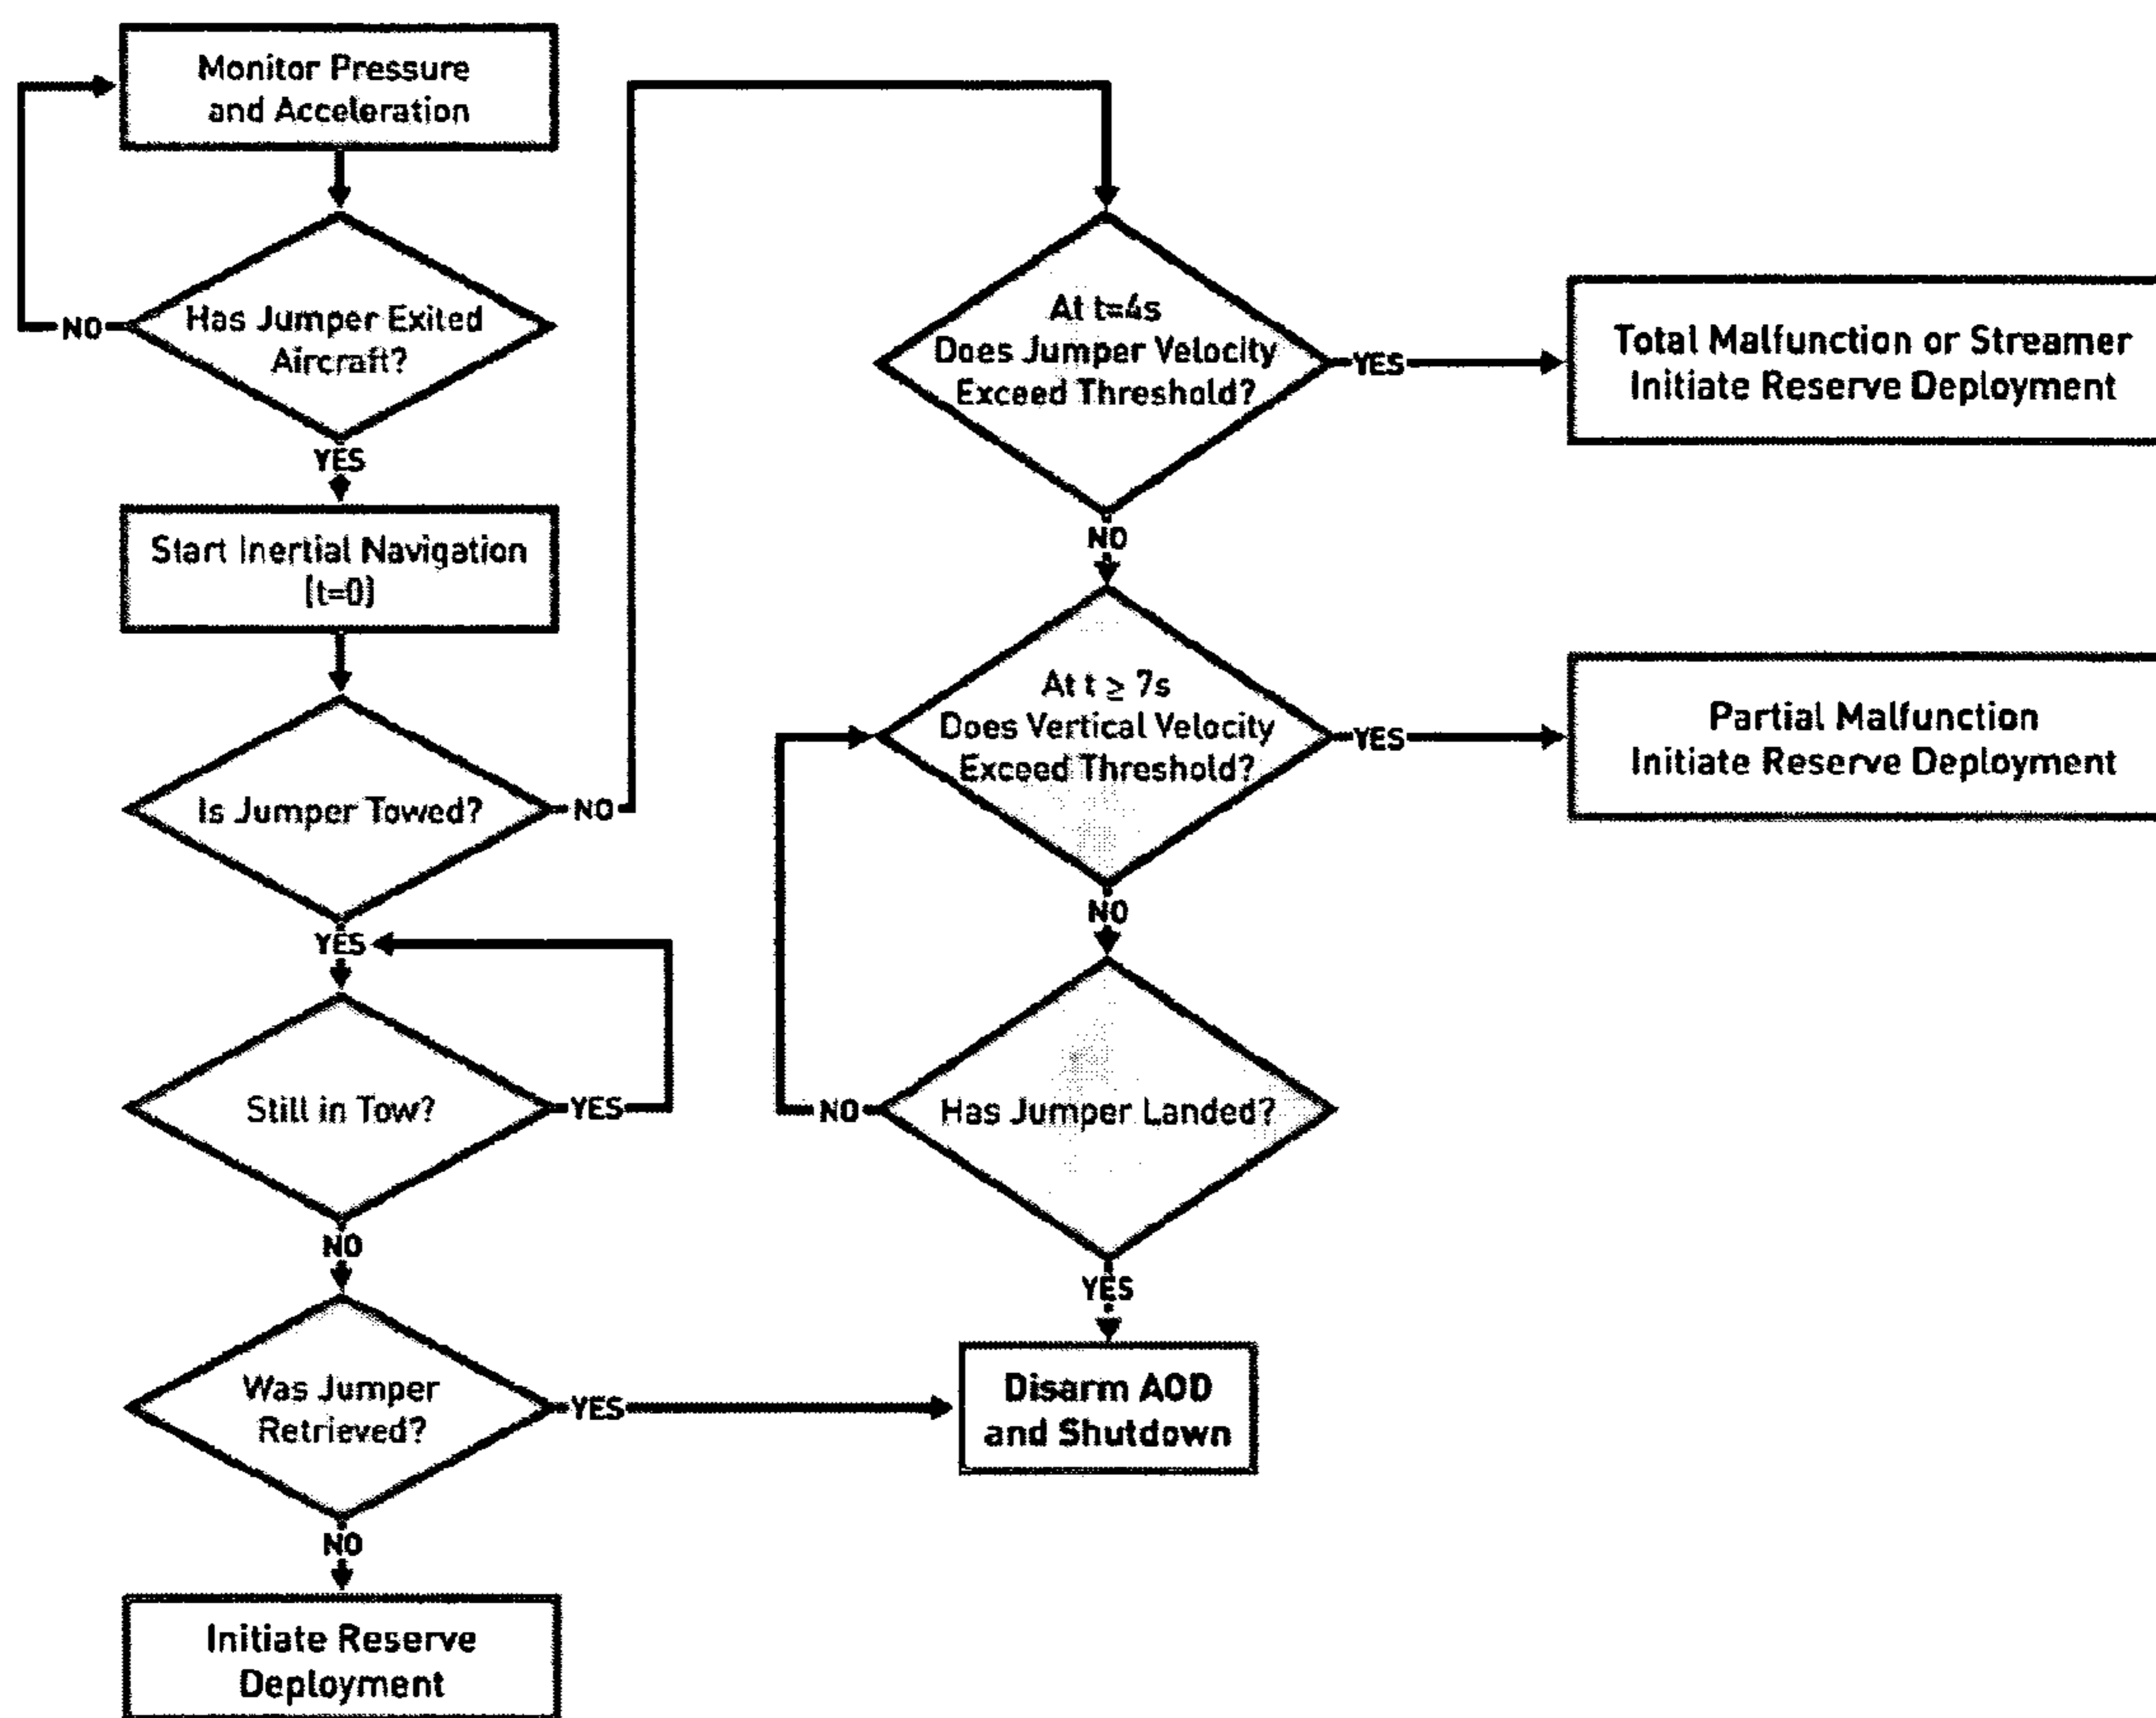 Monitor Pressure
and Acceleration
Has Jumper Exited
Aircraft?
NO
YES
Start Inertial Navigation
(t=0)
Is Jumper Towed?
NO
YES
Still in Tow?
YES
NO
Was Jumper
Retrieved?
YES
NO
Initiate Reserve
Deployment
At t=4s
Does Jumper Velocity
Exceed Threshold?
YES
Total Malfunction or Streamer
Initiate Reserve Deployment
NO
At t ≥ 7s
Does Vertical Velocity
Exceed Threshold?
YES
Partial Malfunction
Initiate Reserve Deployment
NO
Has Jumper Landed?
NO
YES
Disarm AOD
and Shutdown